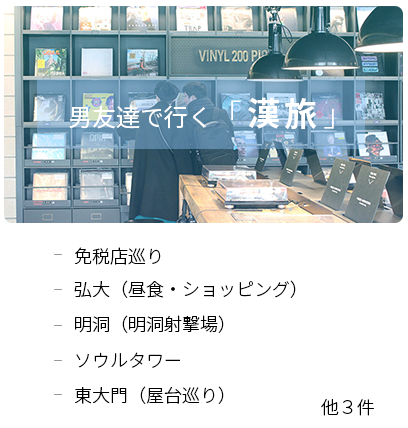 VINYL 200 PICK
男友達で行く「漢旅」
– 免税店巡り
– 弘大（昼食・ショッピング）
– 明洞（明洞射撃場）
– ソウルタワー
– 東大門（屋台巡り）
他３件